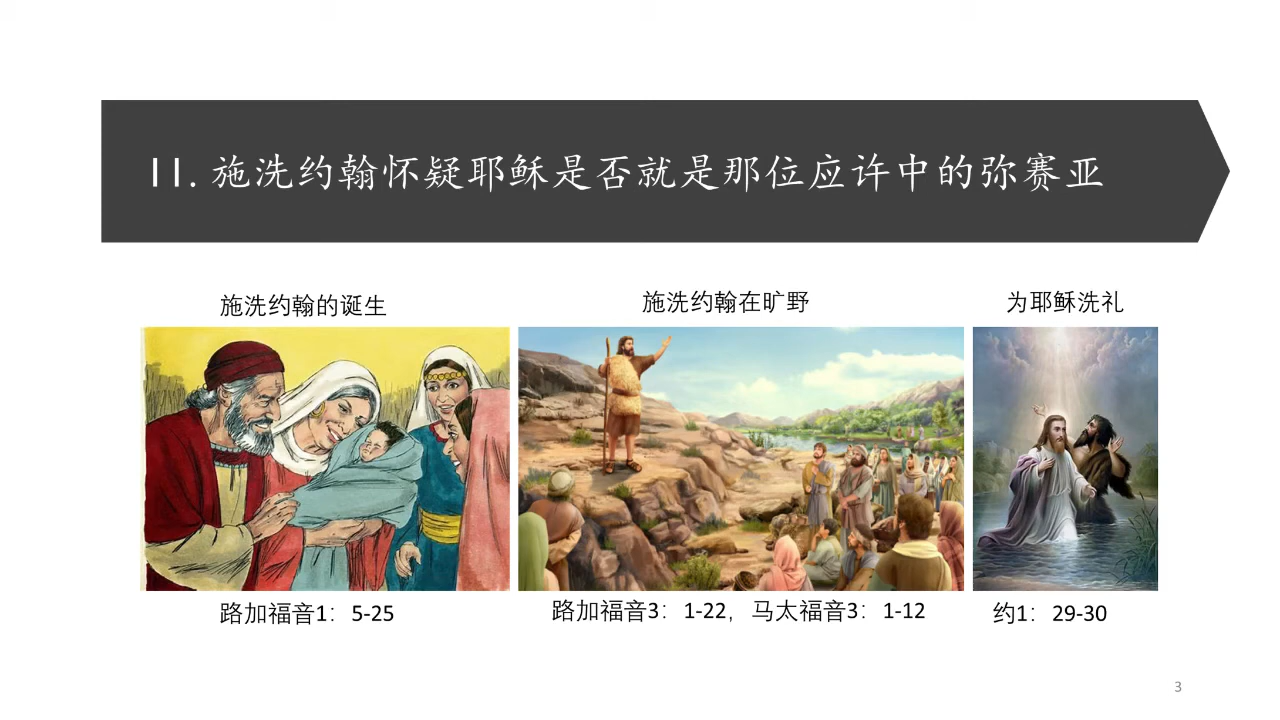 II. 施洗约翰怀疑耶稣是否就是那位应许中的弥赛亚
施洗约翰的诞生
施洗约翰在旷野
为耶稣洗礼
路加福音1：5-25
路加福音3：1-22，马太福音3：1-12
约1：29-30
3